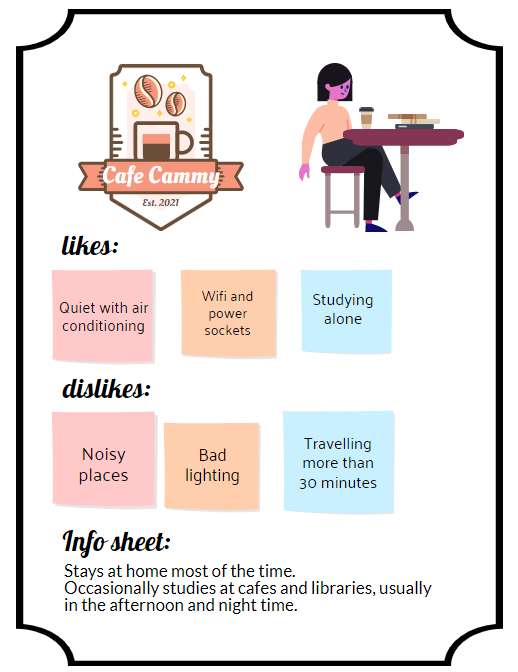 Cafe Cammy
Est. 2021
likes:
Quiet with air
conditioning
Wifi and
power
sockets
Studying
alone
dislikes:
Noisy
places
Bad
lighting
Travelling
more than
30 minutes
Info sheet:
Stays at home most of the time.
Occasionally studies at cafes and libraries, usually
in the afternoon and night time.